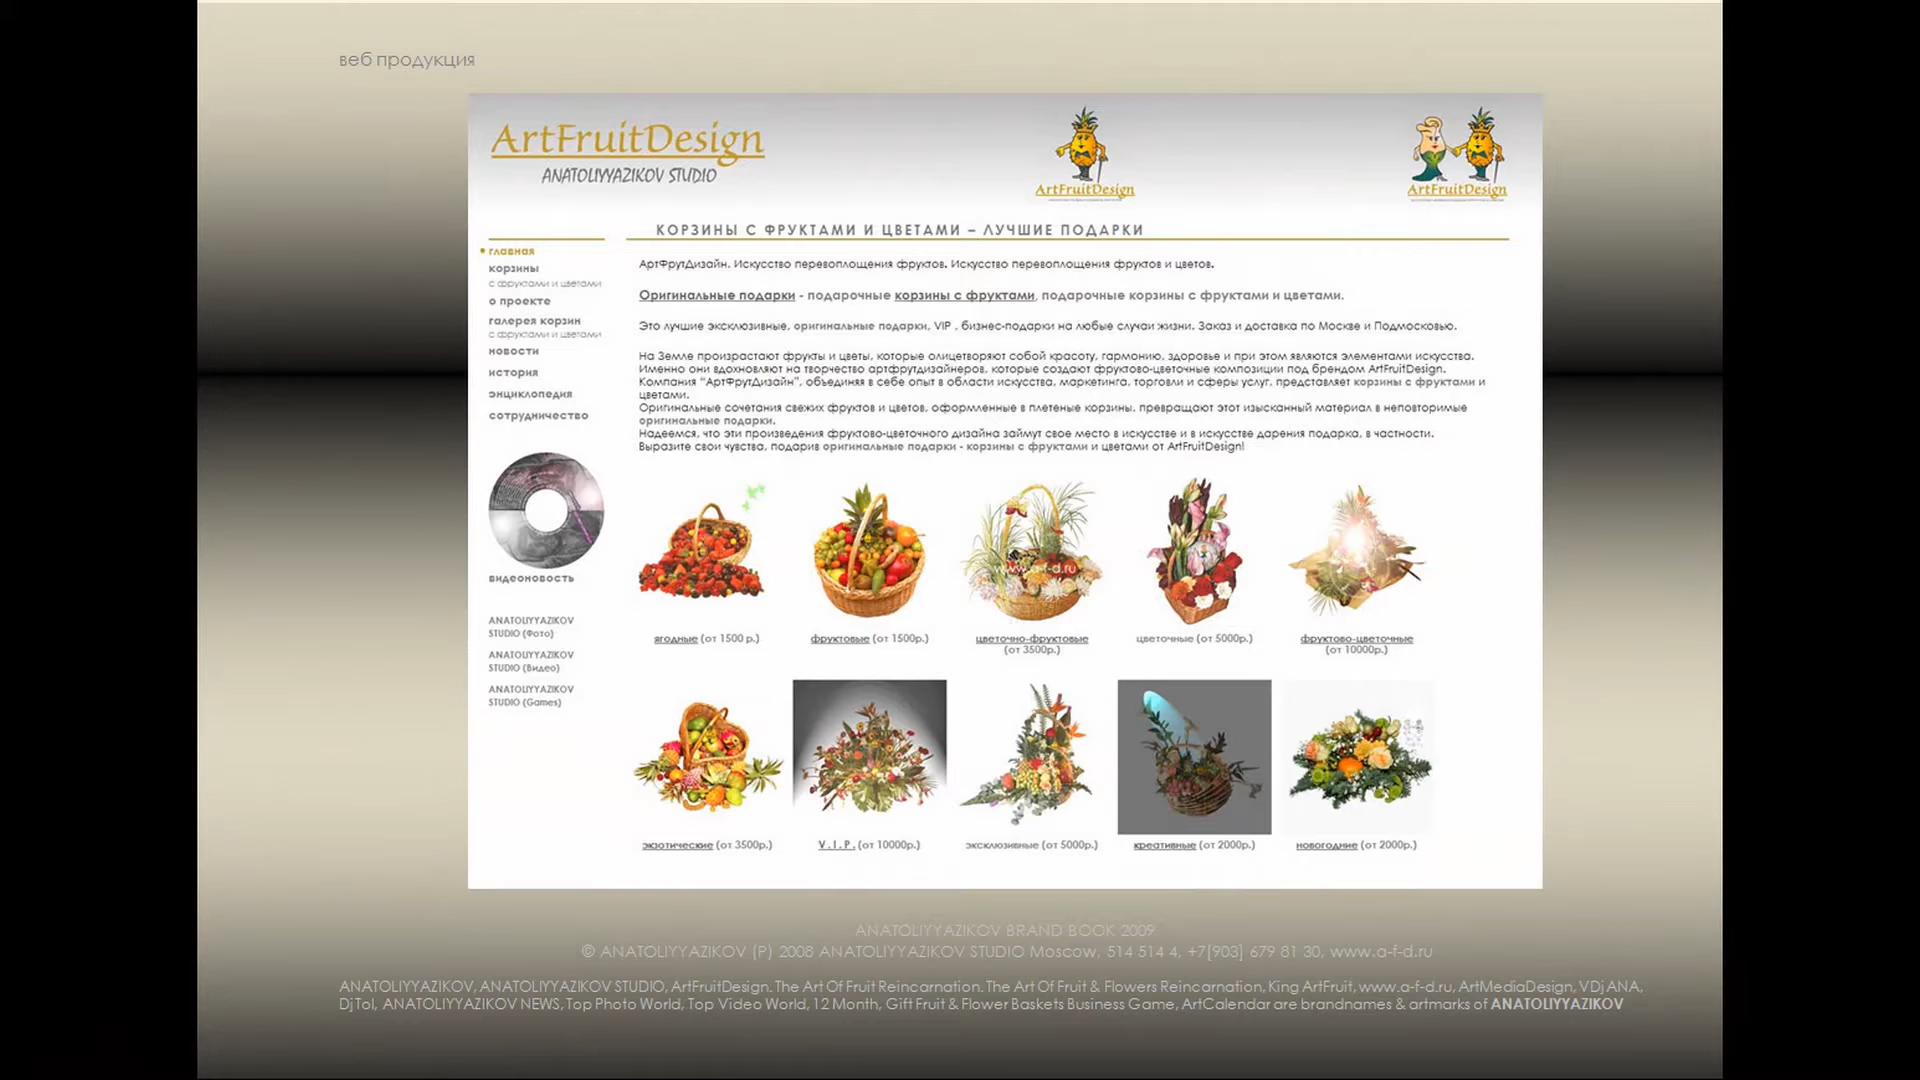 веб продукция
ArtFruitDesign
ANATOLIYYAZIKOV STUDIO
ArtFruitDesign
ArtFruitDesign
КОРЗИНЫ С ФРУКТАМИ И ЦВЕТАМИ – ЛУЧШИЕ ПОДАРКИ
главная
корзины
с фруктами и цветами
о проекте
галерея корзин
с фруктами и цветами
новости
история
энциклопедия
сотрудничество
видеоновость
ANATOLIYYAZIKOV
STUDIO (Фото)
ANATOLIYYAZIKOV
STUDIO (Видео)
ANATOLIYYAZIKOV
STUDIO (Games)
АртФрутДизайн. Искусство перевоплощения фруктов. Искусство перевоплощения фруктов и цветов.
Оригинальные подарки - подарочные корзины с фруктами, подарочные корзины с фруктами и цветами.
Это лучшие эксклюзивные, оригинальные подарки, VIP , бизнес-подарки на любые случаи жизни. Заказ и доставка по Москве и Подмосковью.
На Земле произрастают фрукты и цветы, которые олицетворяют собой красоту, гармонию, здоровье и при этом являются элементами искусства.
Именно они вдохновляют на творчество артфрутдизайнеров, которые создают фруктово-цветочные композиции под брендом ArtFruitDesign.
Компания “АртФрутДизайн”, объединяя в себе опыт в области искусства, маркетинга, торговли и сферы услуг, представляет корзины с фруктами и
цветами.
Оригинальные сочетания свежих фруктов и цветов, оформленные в плетеные корзины, превращают этот изысканный материал в неповторимые
оригинальные подарки.
Надеемся, что эти произведения фруктово-цветочного дизайна займут свое место в искусстве и в искусстве дарения подарка, в частности.
Выразите свои чувства, подарив оригинальные подарки - корзины с фруктами и цветами от ArtFruitDesign!
www.a-f-d.ru
ягодные (от 1500 р.)
фруктовые (от 1500р.)
цветочно-фруктовые
(от 3500р.)
цветочные (от 5000р.)
фруктово-цветочные
(от 10000р.)
экзотические (от 3500р.)
V.I.P. (от 10000р.)
эксклюзивные (от 5000р.)
креативные (от 2000р.)
новогодние (от 2000р.)
ANATOLIYYAZIKOV BRAND BOOK 2009
© ANATOLIYYAZIKOV (P) 2008 ANATOLIYYAZIKOV STUDIO Moscow, 514 514 4, +7[903] 679 81 30, www.a-f-d.ru
ANATOLIYYAZIKOV, ANATOLIYYAZIKOV STUDIO, ArtFruitDesign. The Art Of Fruit Reincarnation. The Art Of Fruit & Flowers Reincarnation, King ArtFruit, www.a-f-d.ru, ArtMediaDesign, VDj ANA,
Dj Tol, ANATOLIYYAZIKOV NEWS, Top Photo World, Top Video World, 12 Month, Gift Fruit & Flower Baskets Business Game, ArtCalendar are brandnames & artmarks of ANATOLIYYAZIKOV